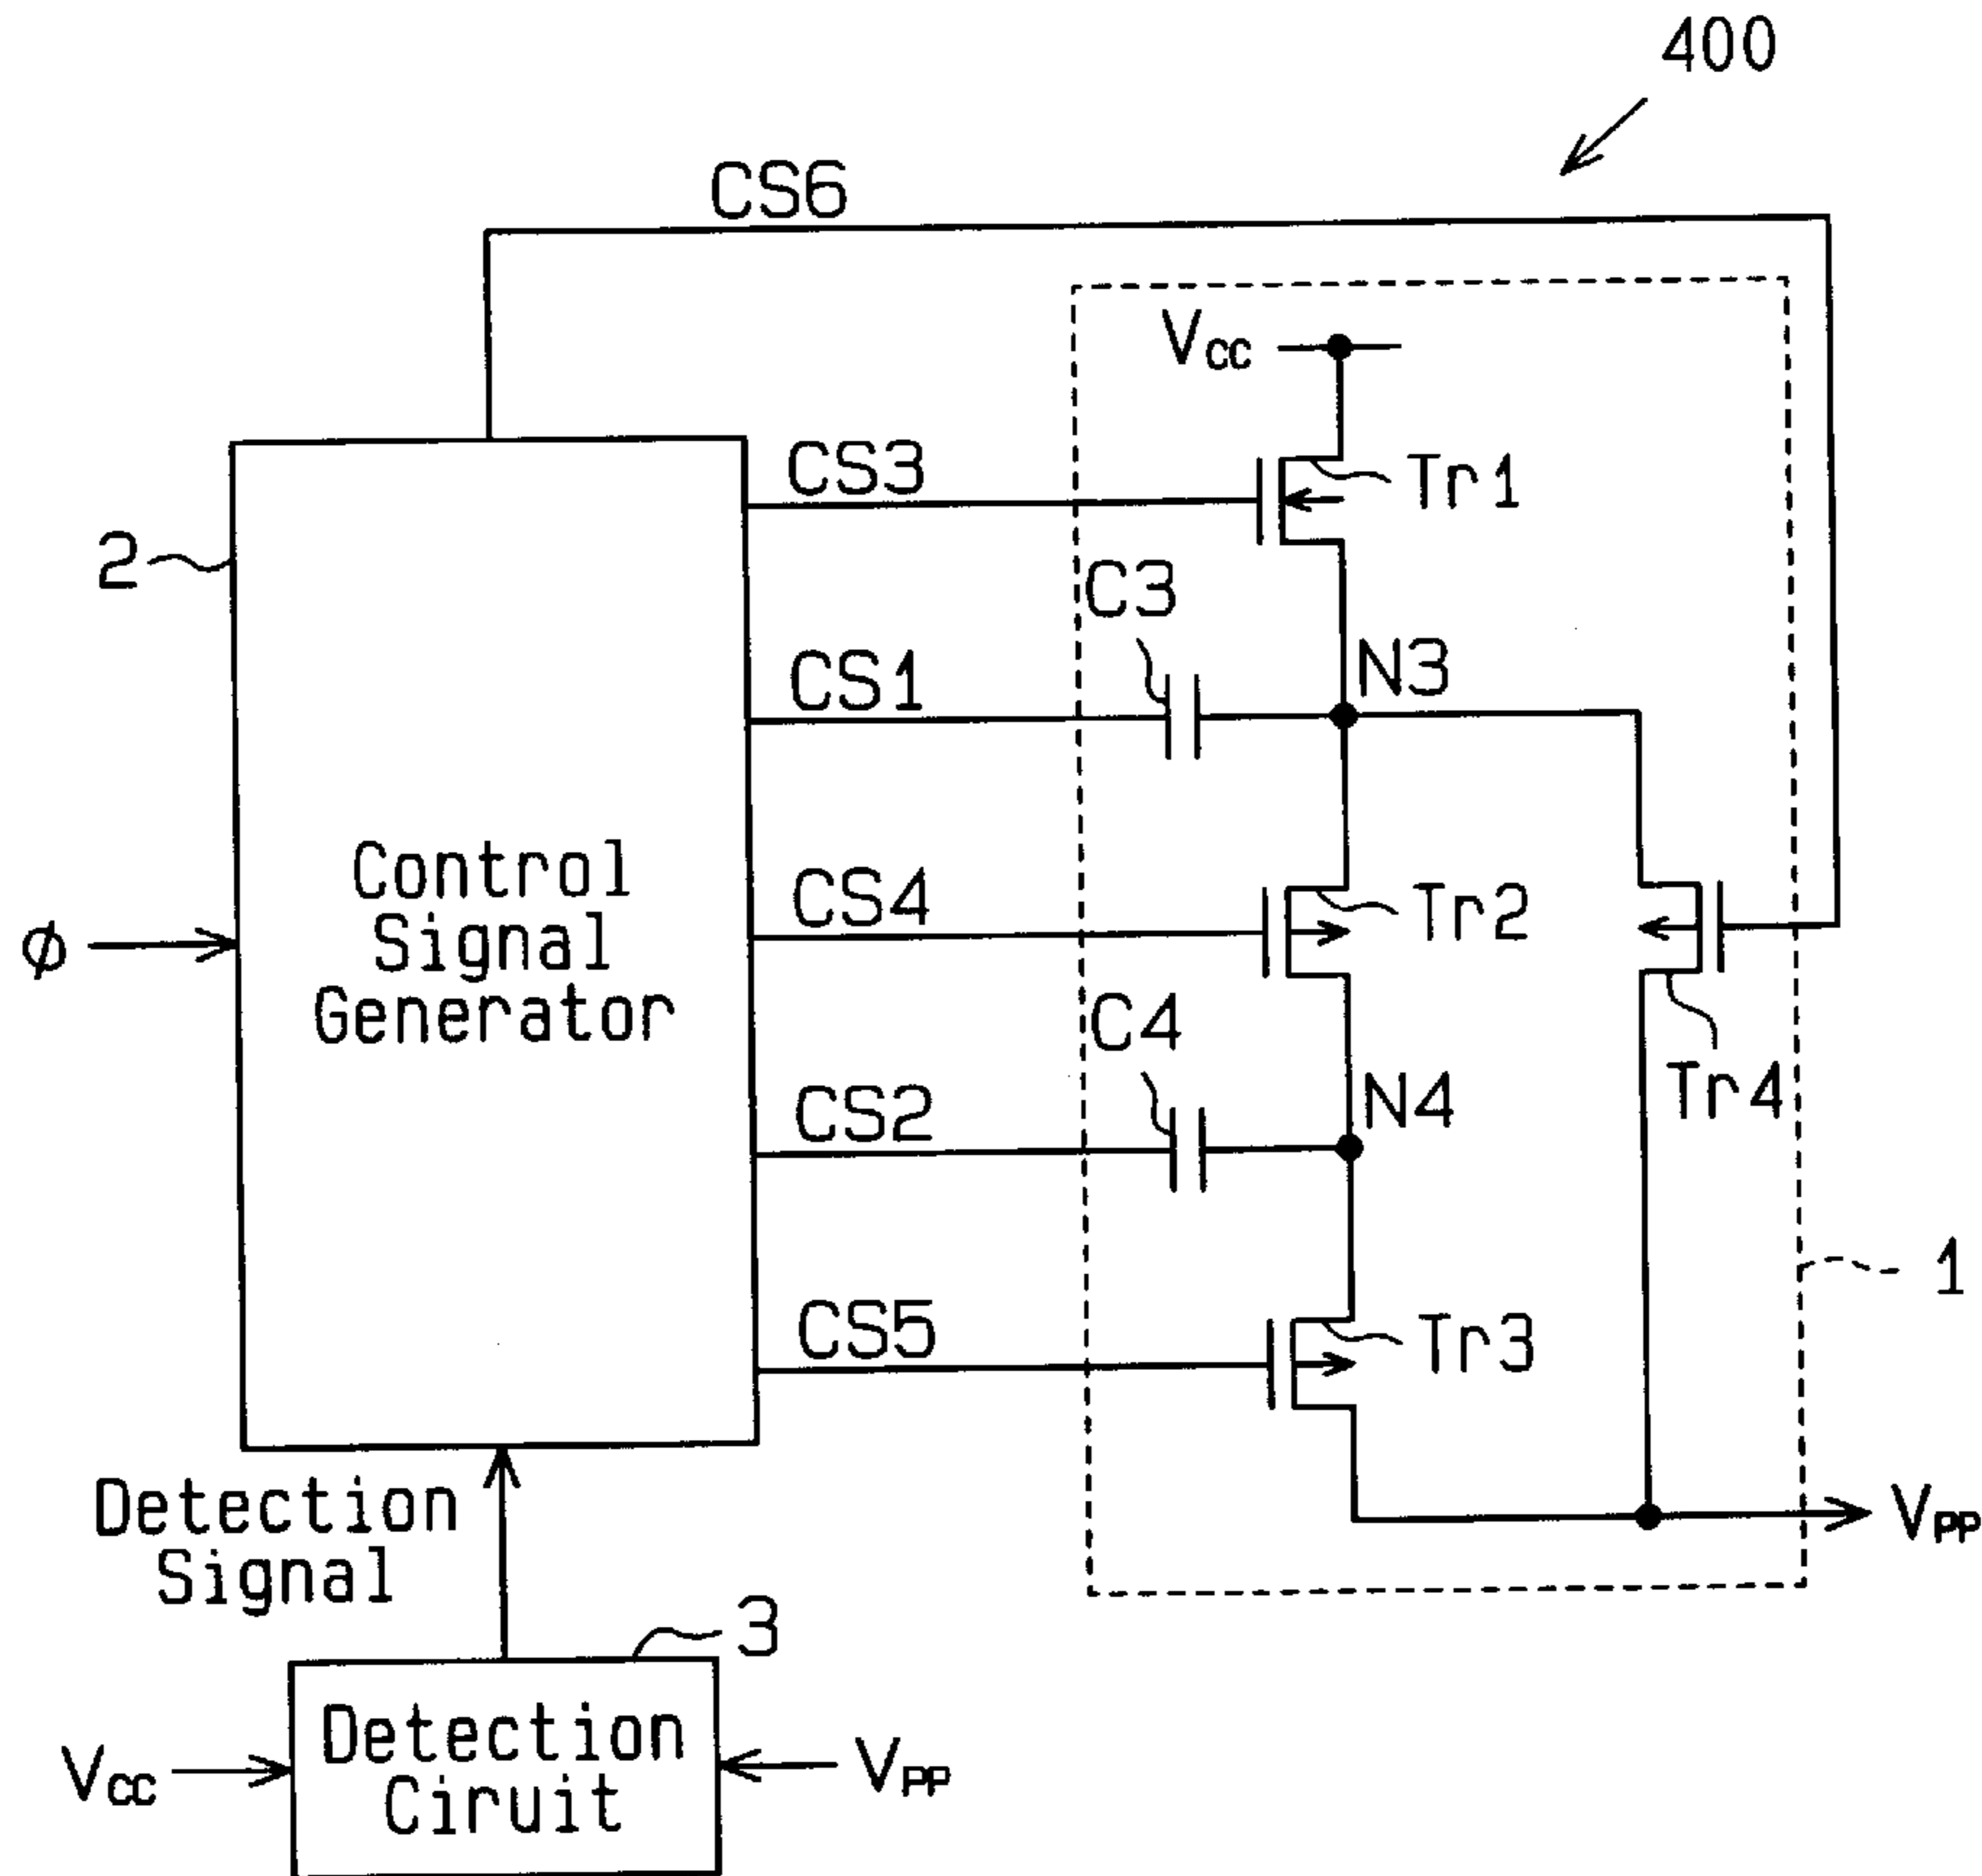 400
CS6
Vcc
CS3
Tr1
2
C3
CS1
N3
Control
Signal
Generator
CS4
Tr2
ϕ
C4
Tr4
CS2
N4
CS5
Tr3
1
Detection
Signal
VPP
3
Detection
Ciruit
Vcc
VPP